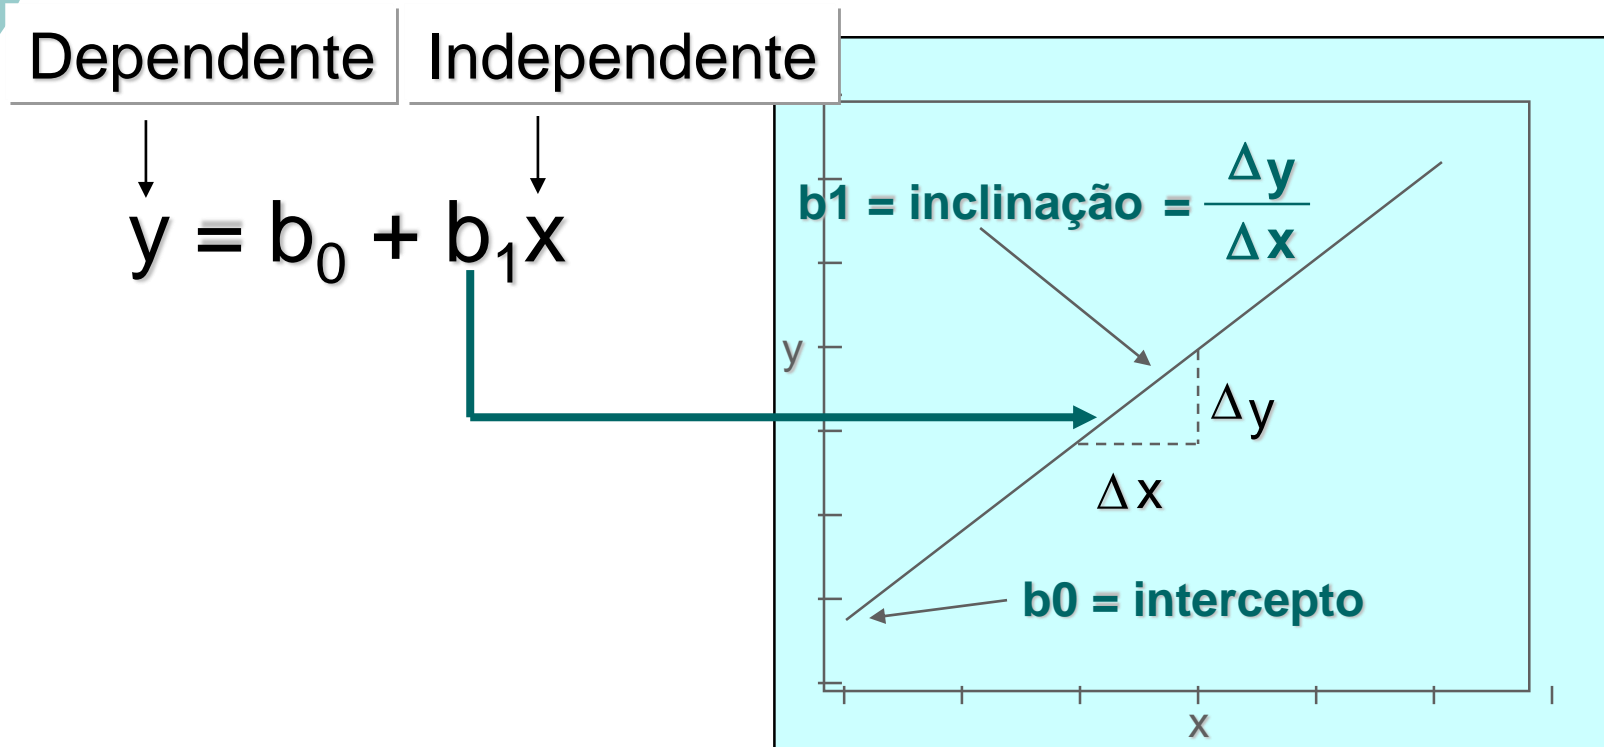 Dependente
Independente
y = b₀ + b₁x
b1 = inclinação = Δy
Δx
y
Δy
Δx
b0 = intercepto
x